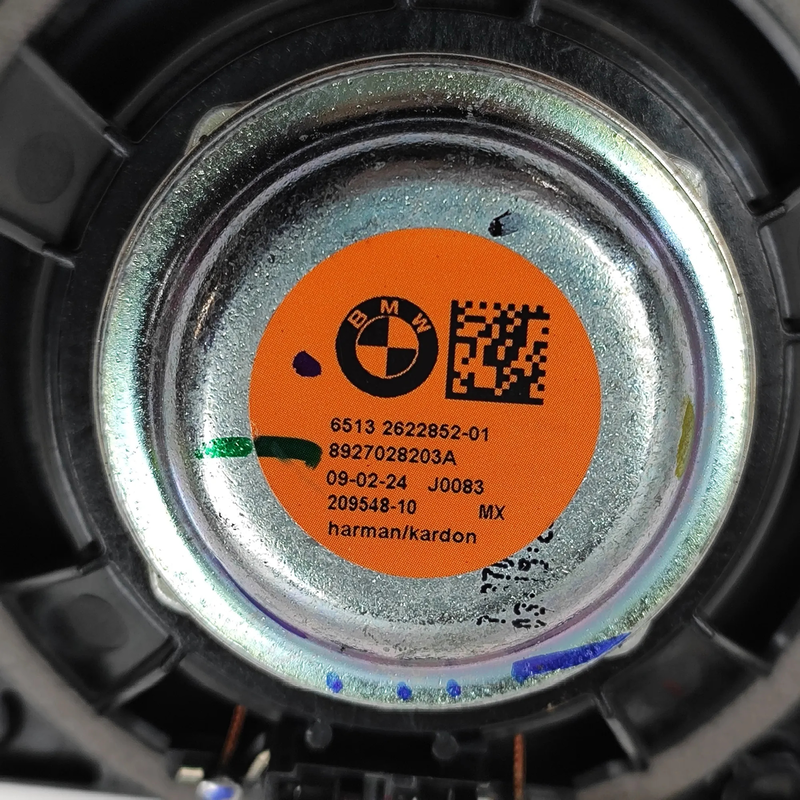 BMW
6513 2622852-01
8927028203A
09-02-24 J0083
209548-10 MX
harman/kardon